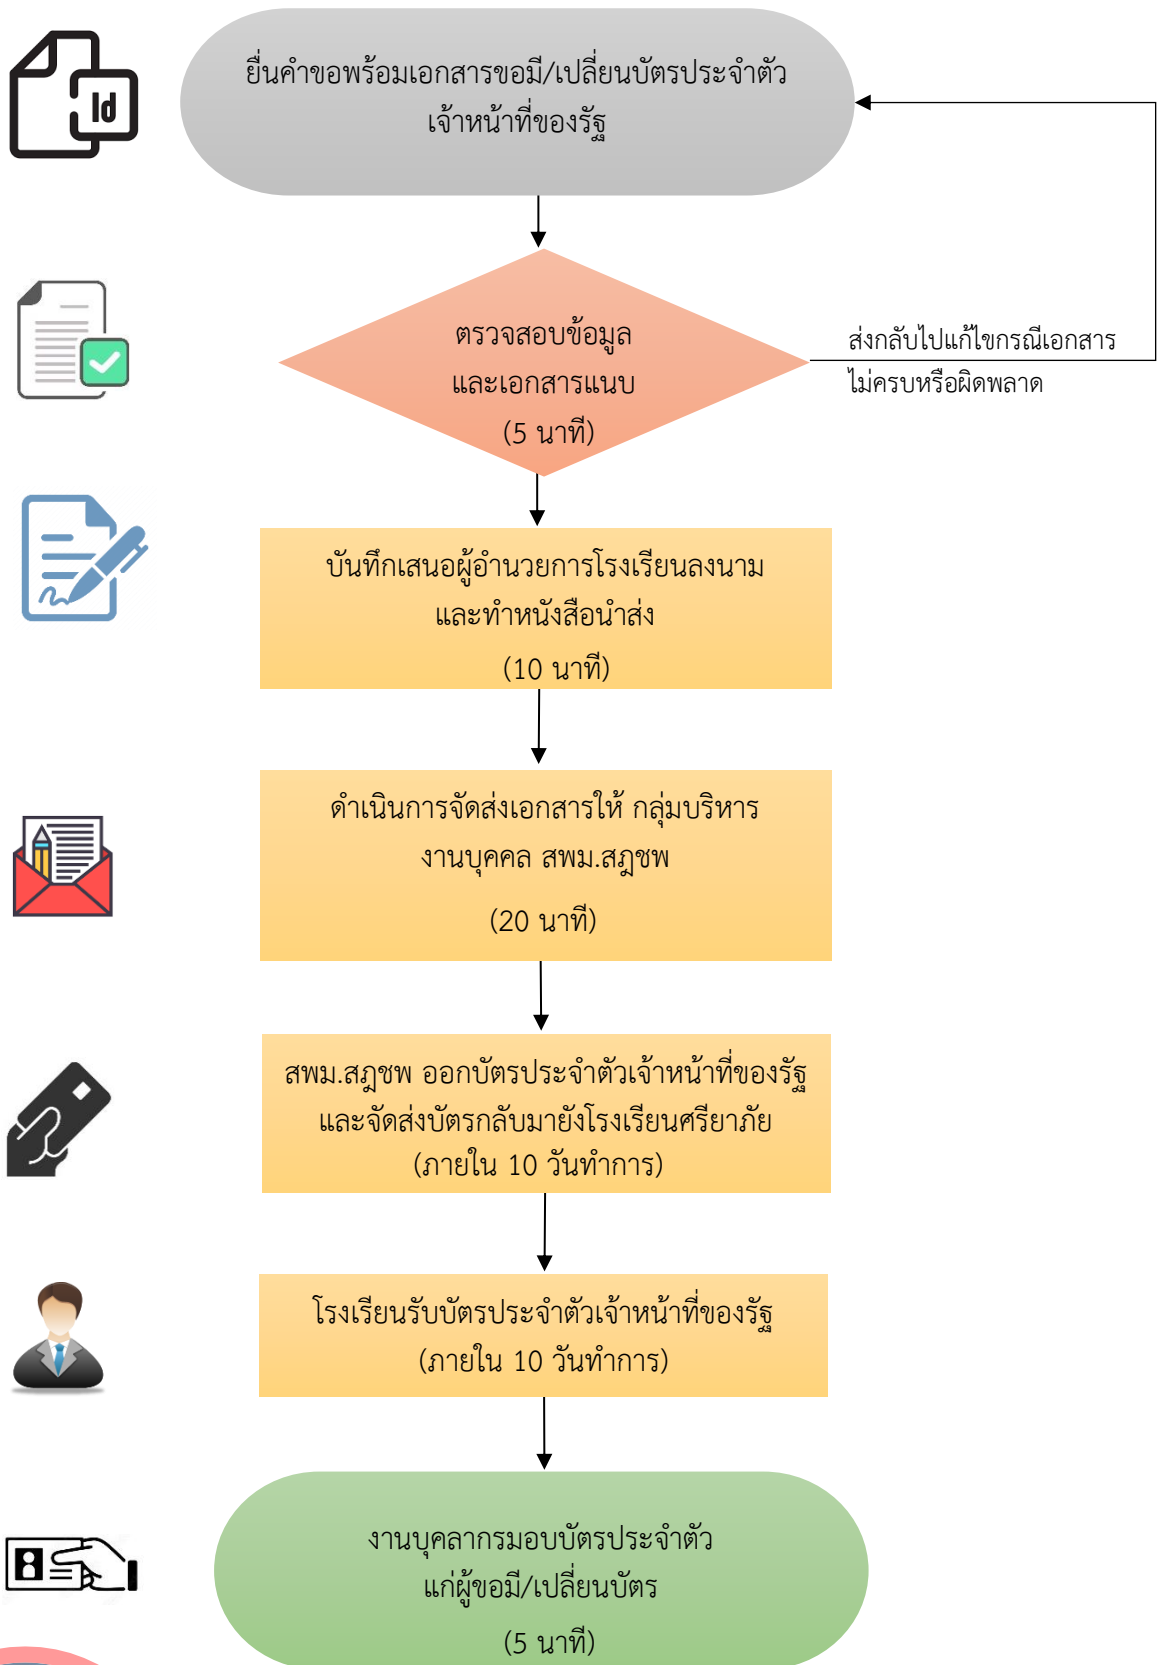 Id
ยื่นคำขอพร้อมเอกสารขอมี/เปลี่ยนบัตรประจำตัว
เจ้าหน้าที่ของรัฐ
ตรวจสอบข้อมูล
และเอกสารแนบ
(5 นาที)
ส่งกลับไปแก้ไขกรณีเอกสาร
ไม่ครบหรือผิดพลาด
บันทึกเสนอผู้อำนวยการโรงเรียนลงนาม
และทำหนังสือนำส่ง
(10 นาที)
ดำเนินการจัดส่งเอกสารให้ กลุ่มบริหาร
งานบุคคล สพม.สฎชพ
(20 นาที)
สพม.สฎชพ ออกบัตรประจำตัวเจ้าหน้าที่ของรัฐ
และจัดส่งบัตรกลับมายังโรงเรียนศรียาภัย
(ภายใน 10 วันทำการ)
โรงเรียนรับบัตรประจำตัวเจ้าหน้าที่ของรัฐ
(ภายใน 10 วันทำการ)
งานบุคลากรมอบบัตรประจำตัว
แก่ผู้ขอมี/เปลี่ยนบัตร
(5 นาที)